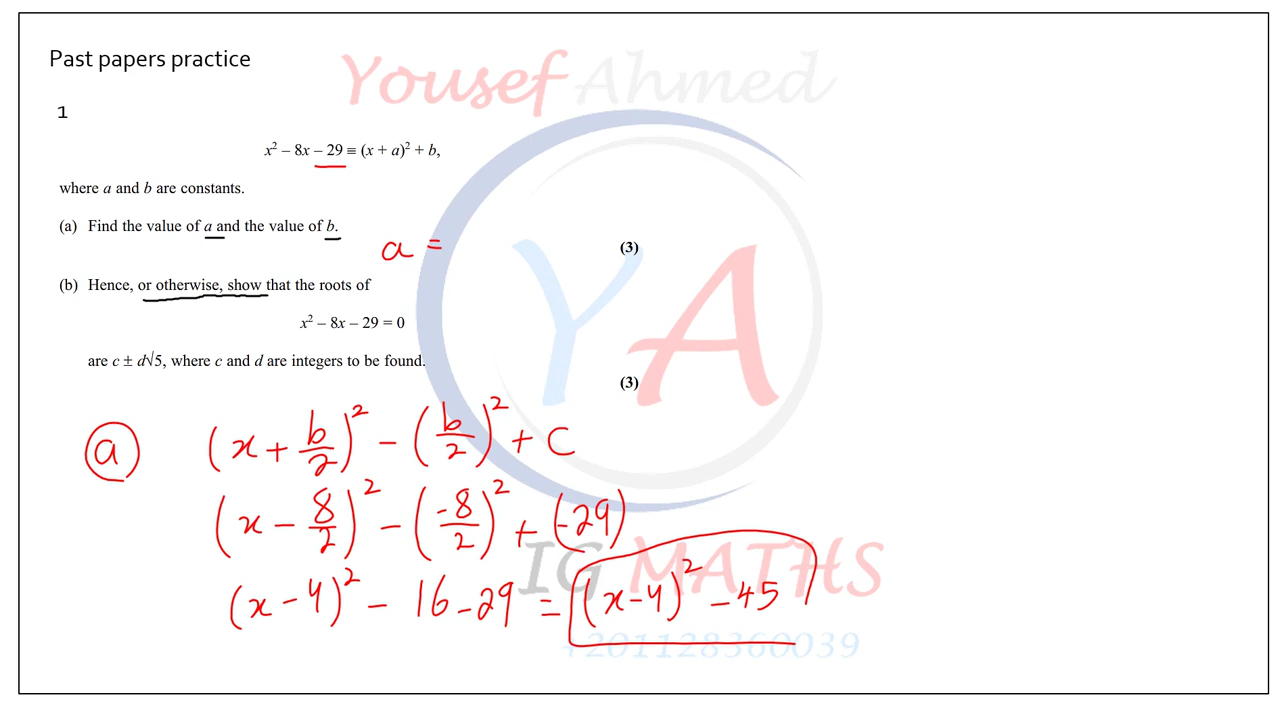 Yousef Ahmed
Past papers practice
1
x² – 8x – 29 ≡ (x + a)² + b,
where a and b are constants.
(a) Find the value of a and the value of b.
a =
(3)
(b) Hence, or otherwise, show that the roots of
x² – 8x – 29 = 0
are c ± d√5, where c and d are integers to be found.
(3)
YA
(a) (x + b/2)² – (b/2)² + C
(x – 8/2)² – (-8/2)² + (-29)
(x – 4)² – 16 – 29 = (x – 4)² – 45
IG MATHS
+201128360039